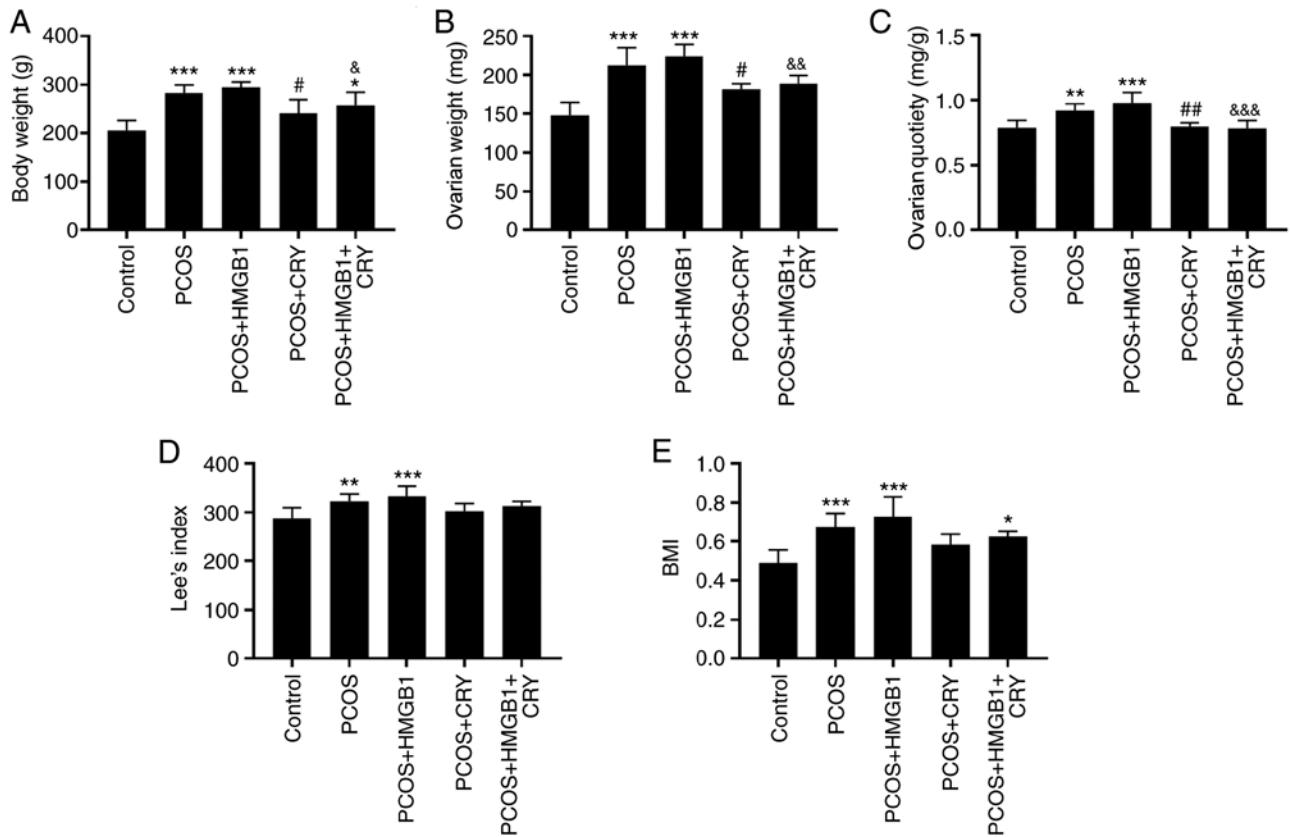 A
Body weight (g)
400
300
200
100
0
***
***
#
&
*
Control
PCOS
PCOS+HMGB1
PCOS+CRY
PCOS+HMGB1+
CRY
B
Ovarian weight (mg)
250
200
150
100
50
0
***
***
#
&&
Control
PCOS
PCOS+HMGB1
PCOS+CRY
PCOS+HMGB1+
CRY
C
Ovarian quotiety (mg/g)
1.5
1.0
0.5
0.0
**
***
##
&&&
Control
PCOS
PCOS+HMGB1
PCOS+CRY
PCOS+HMGB1+
CRY
D
Lee's index
400
300
200
100
0
**
***
Control
PCOS
PCOS+HMGB1
PCOS+CRY
PCOS+HMGB1+
CRY
E
BMI
1.0
0.8
0.6
0.4
0.2
0.0
***
***
*
Control
PCOS
PCOS+HMGB1
PCOS+CRY
PCOS+HMGB1+
CRY